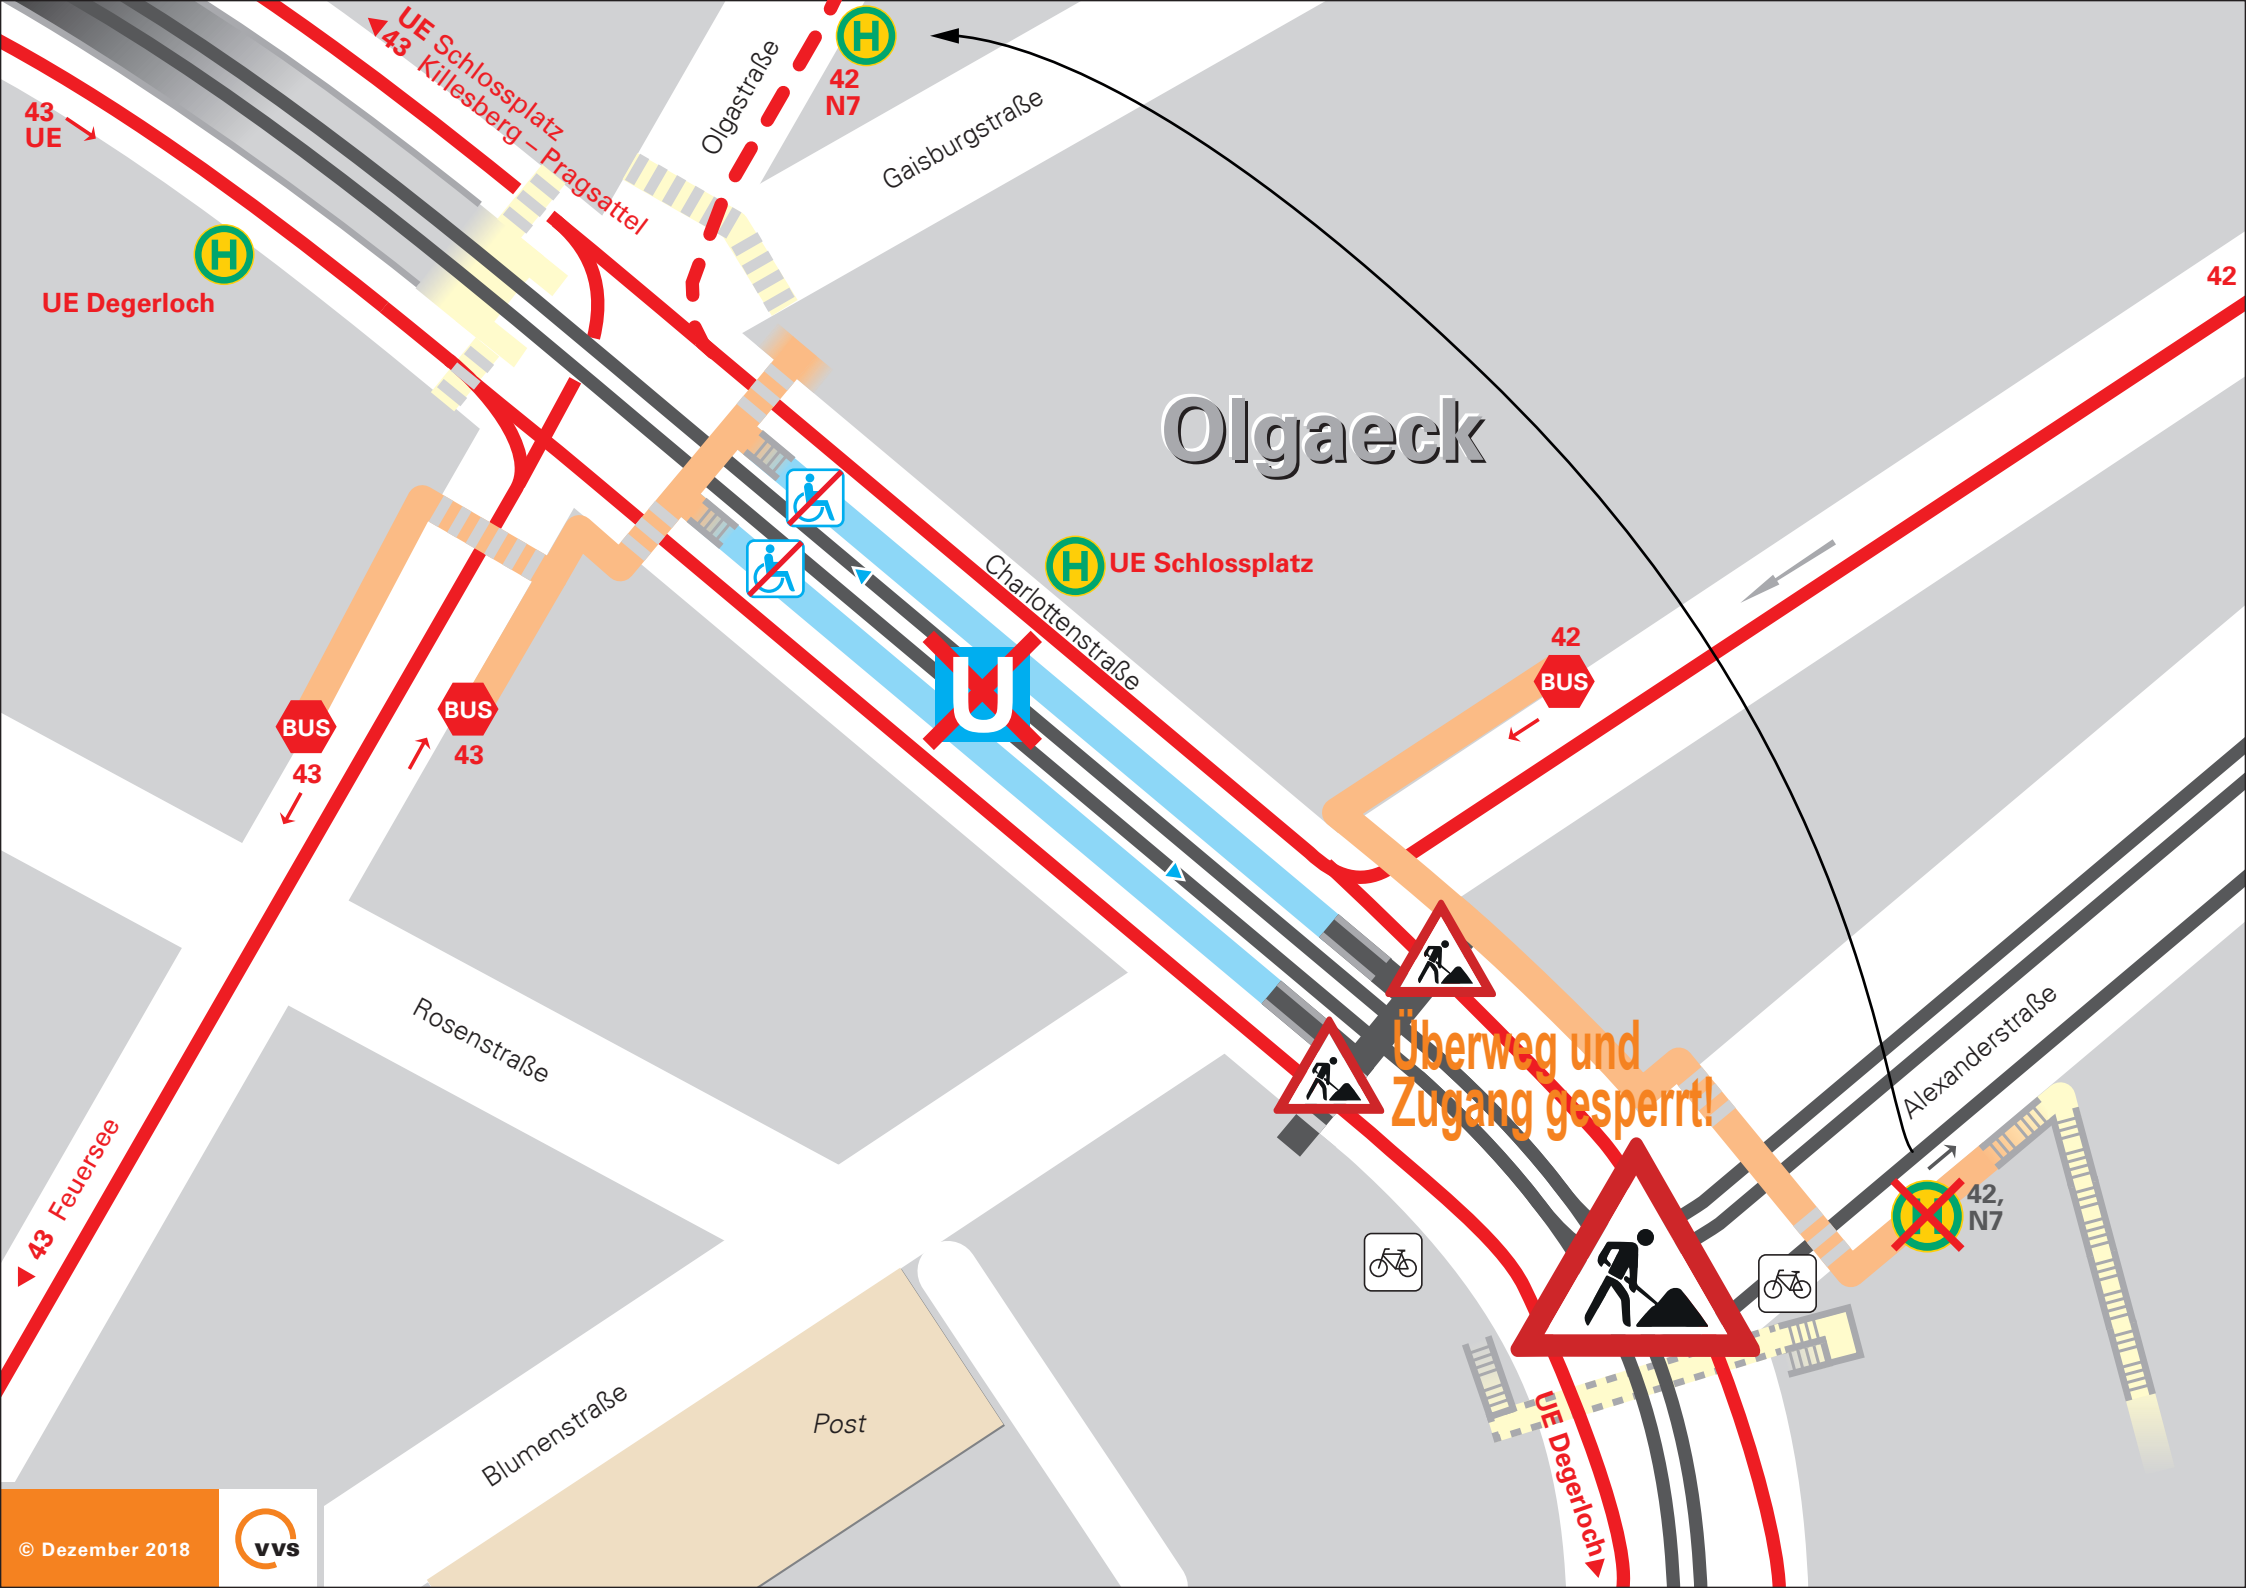 UE Schlossplatz
43 Killesberg – Pragsattel
Olgastraße
H
42
N7
Gaisburgstraße
43
UE
H
UE Degerloch
42
Olgaeck
Charlottenstraße
H
UE Schlossplatz
42
BUS
BUS
43
BUS
43
U
Rosenstraße
Überweg und
Zugang gesperrt!
Alexanderstraße
H
42,
N7
43 Feuersee
Blumenstraße
Post
UE Degerloch
© Dezember 2018
vvs